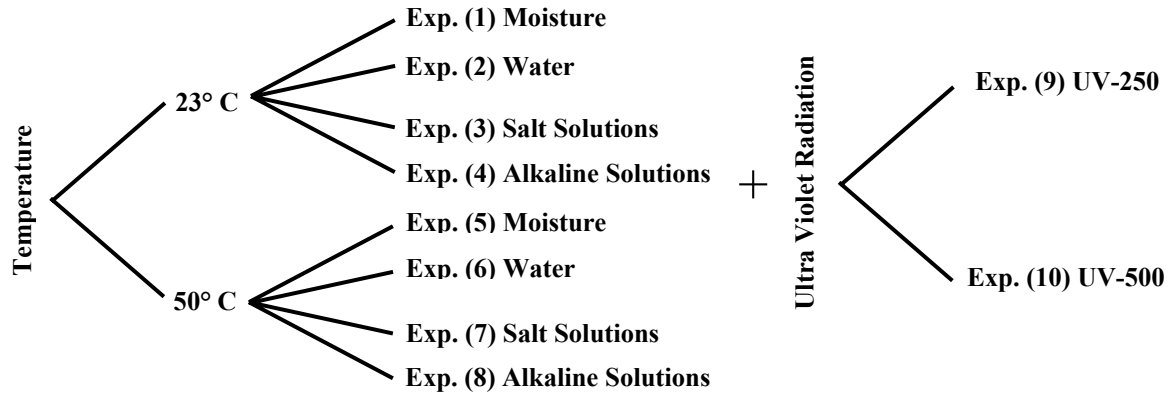 Temperature
23° C
Exp. (1) Moisture
Exp. (2) Water
Exp. (3) Salt Solutions
Exp. (4) Alkaline Solutions
50° C
Exp. (5) Moisture
Exp. (6) Water
Exp. (7) Salt Solutions
Exp. (8) Alkaline Solutions
+
Ultra Violet Radiation
Exp. (9) UV-250
Exp. (10) UV-500